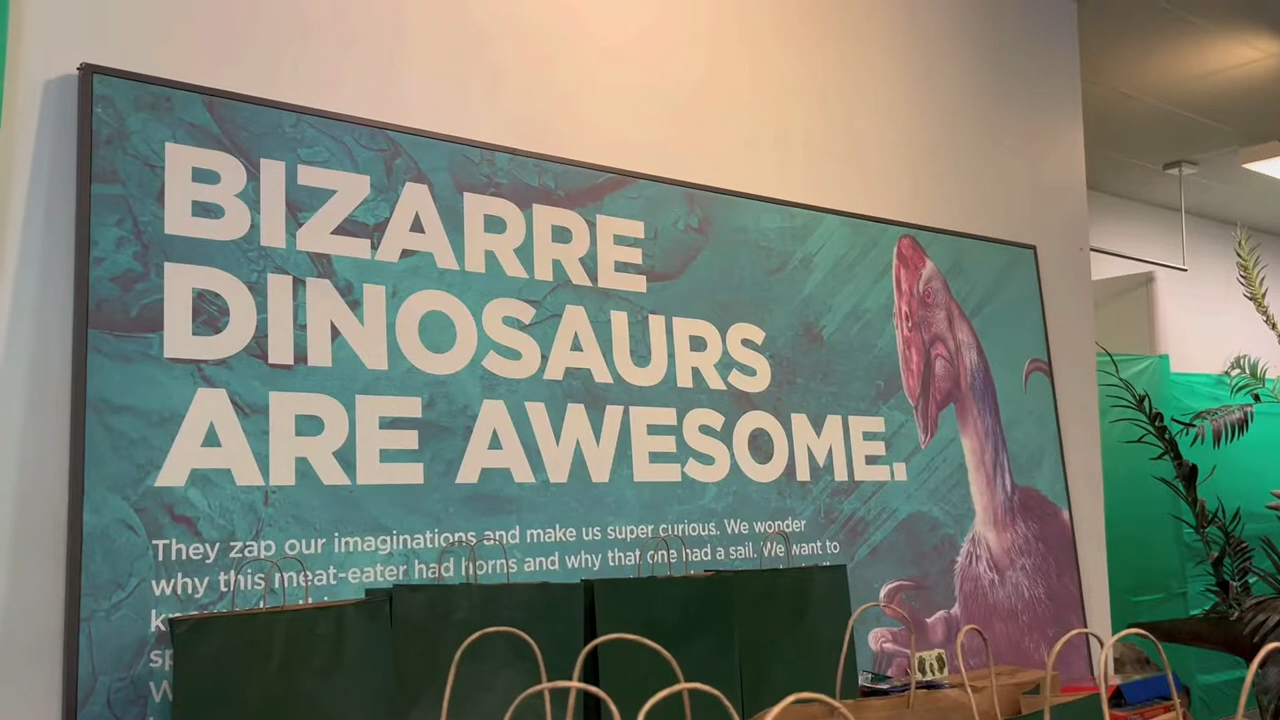 BIZARRE
DINOSAURS
ARE AWESOME.
They zap our imaginations and make us super curious. We wonder
why this meat-eater had horns and why that one had a sail. We want to